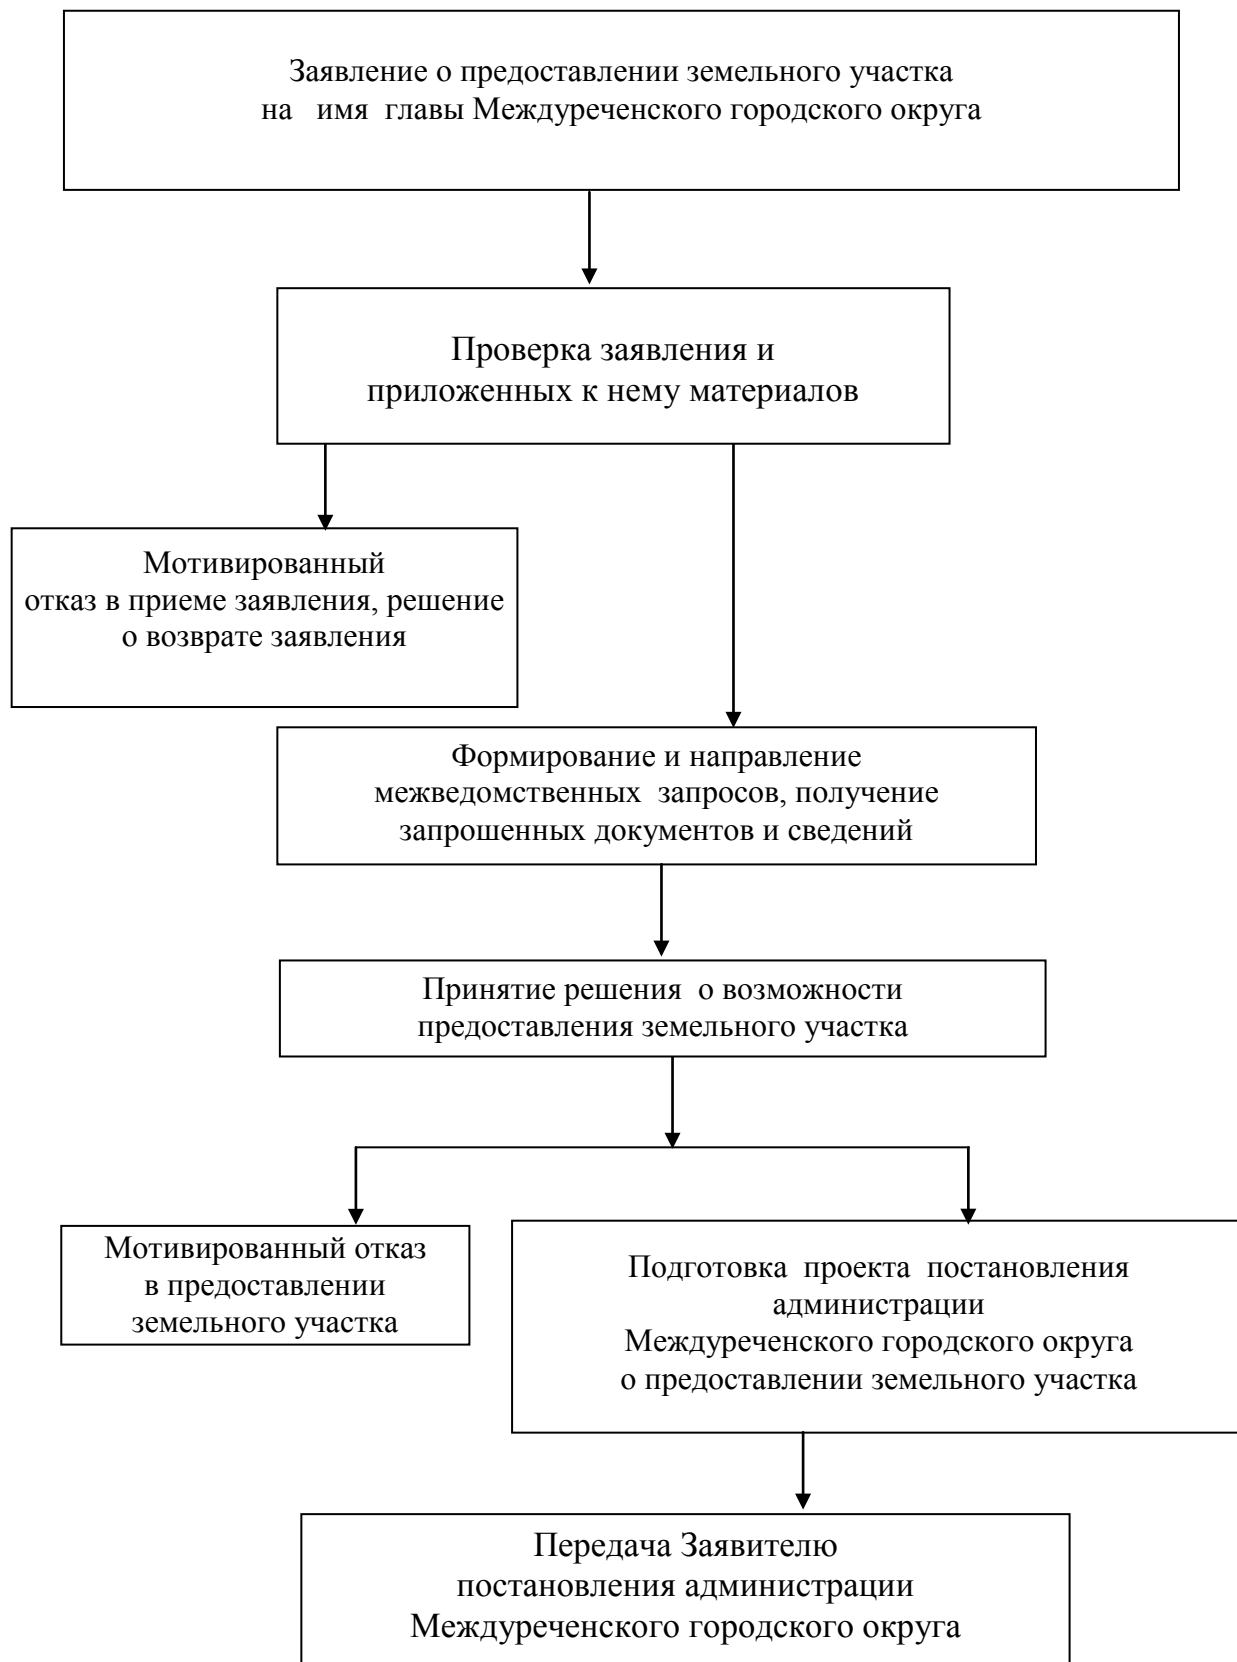 Заявление о предоставлении земельного участка
на имя главы Междуреченского городского округа
Проверка заявления и
приложенных к нему материалов
Мотивированный
отказ в приеме заявления, решение
о возврате заявления
Формирование и направление
межведомственных запросов, получение
запрошенных документов и сведений
Принятие решения о возможности
предоставления земельного участка
Мотивированный отказ
в предоставлении
земельного участка
Подготовка проекта постановления
администрации
Междуреченского городского округа
о предоставлении земельного участка
Передача Заявителю
постановления администрации
Междуреченского городского округа